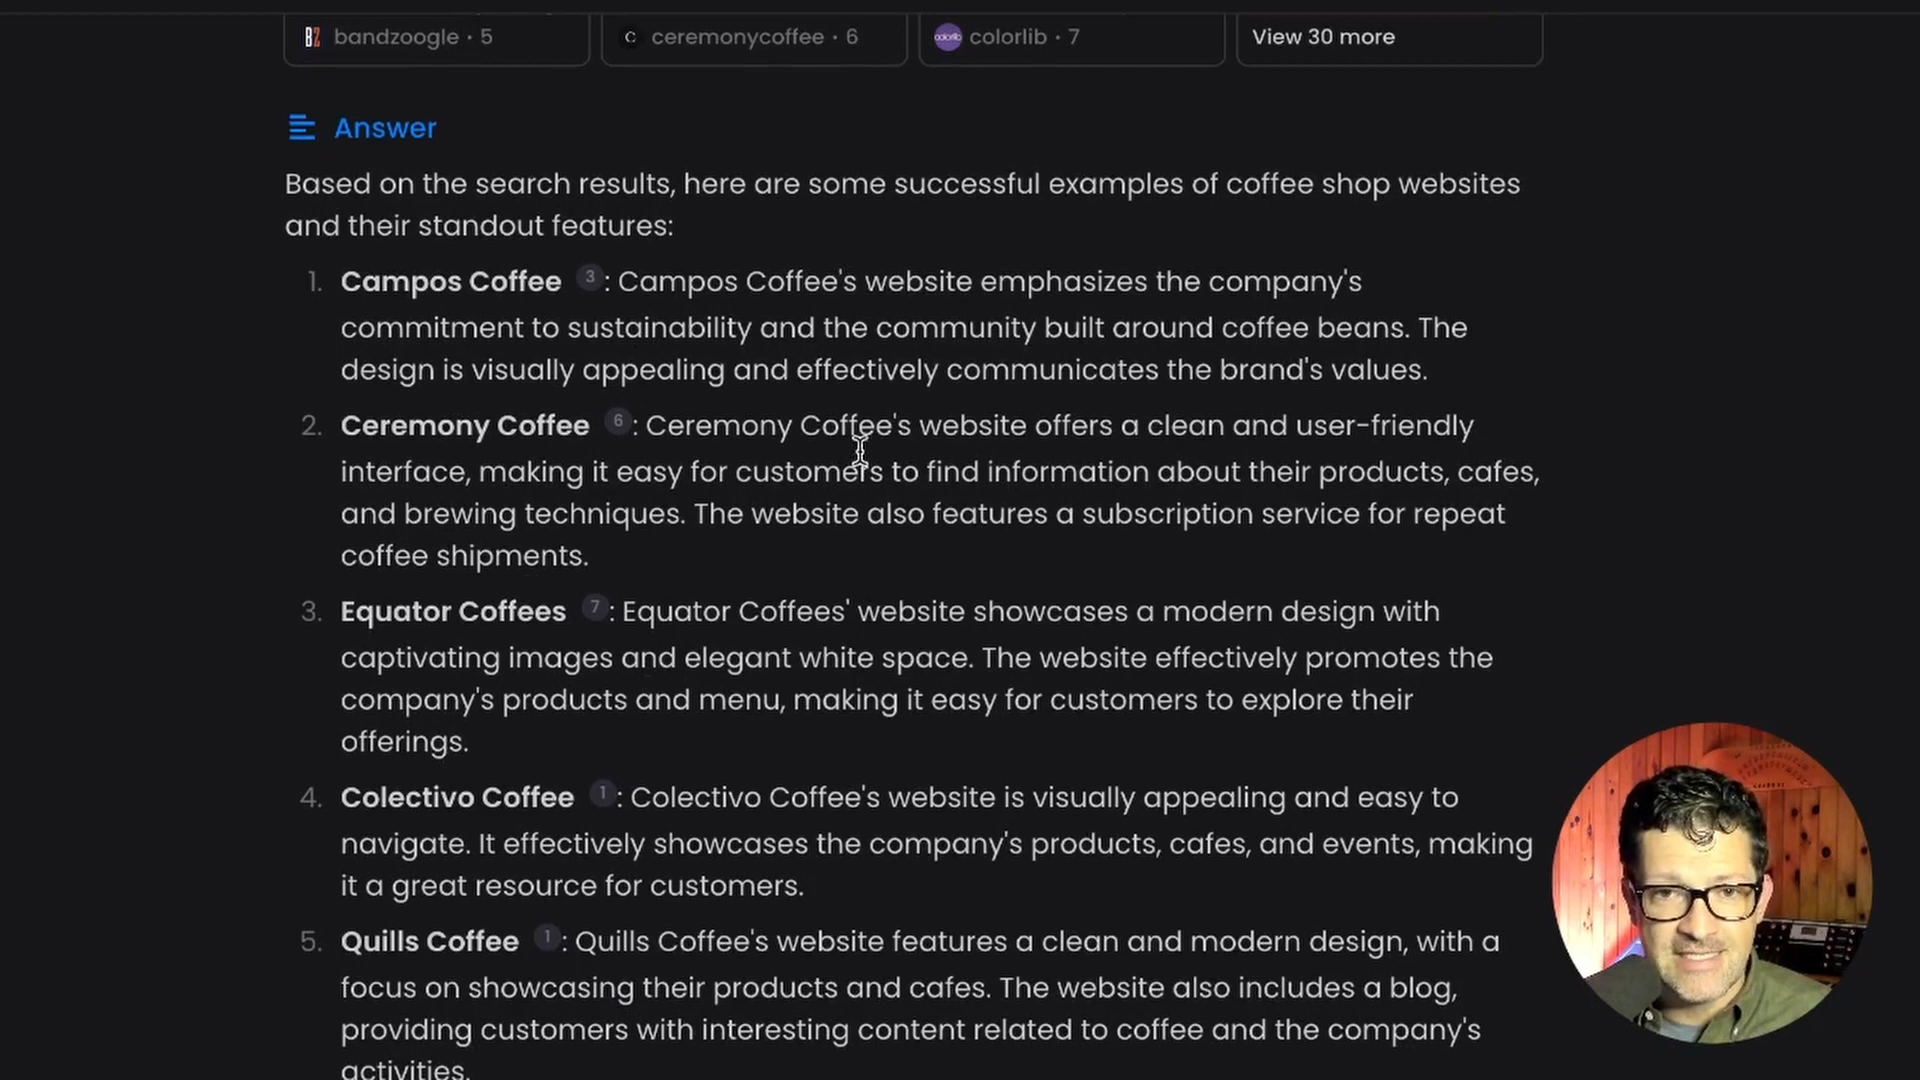 bandzoogle · 5
ceremonycoffee · 6
colorlib · 7
View 30 more
Answer
Based on the search results, here are some successful examples of coffee shop websites
and their standout features:
1. Campos Coffee 3 : Campos Coffee's website emphasizes the company's
commitment to sustainability and the community built around coffee beans. The
design is visually appealing and effectively communicates the brand's values.
2. Ceremony Coffee 6 : Ceremony Coffee's website offers a clean and user-friendly
interface, making it easy for customers to find information about their products, cafes,
and brewing techniques. The website also features a subscription service for repeat
coffee shipments.
3. Equator Coffees 7 : Equator Coffees' website showcases a modern design with
captivating images and elegant white space. The website effectively promotes the
company's products and menu, making it easy for customers to explore their
offerings.
4. Colectivo Coffee 1 : Colectivo Coffee's website is visually appealing and easy to
navigate. It effectively showcases the company's products, cafes, and events, making
it a great resource for customers.
5. Quills Coffee 1 : Quills Coffee's website features a clean and modern design, with a
focus on showcasing their products and cafes. The website also includes a blog,
providing customers with interesting content related to coffee and the company's
activities.